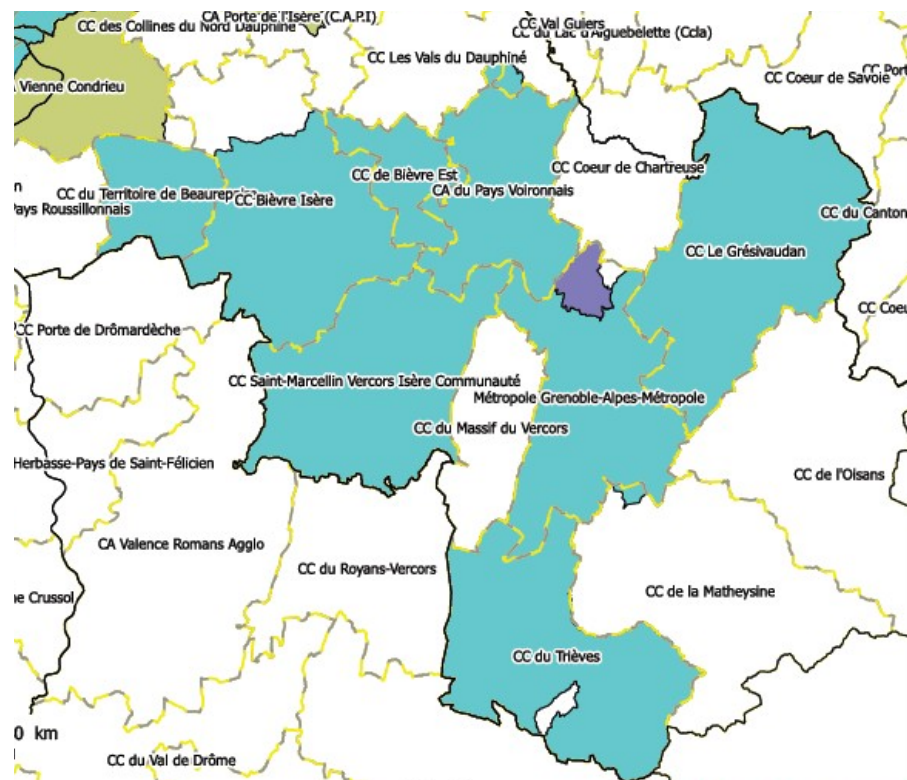 CA Porte de l'Isère (C.A.P.I)
CC des Collines du Nord Dauphiné
CC Val Guiers
CC du Lac d'Aiguebelette (Ccla)
CC Les Vals du Dauphiné
CC Porte
CC Coeur de Savoie
A Vienne Condrieu
CC Coeur de Chartreuse
CC de Bièvre Est
CC du Territoire de Beaurepaire
CC Bièvre Isère
CA du Pays Voironnais
n
Pays Roussillonnais
CC du Canton
CC Le Grésivaudan
CC Coeu
CC Porte de Drômardèche
CC Saint-Marcellin Vercors Isère Communauté
Métropole Grenoble-Alpes-Métropole
CC du Massif du Vercors
Herbasse-Pays de Saint-Félicien
CC de l'Oisans
CA Valence Romans Agglo
CC du Royans-Vercors
CC de la Matheysine
ne Crussol
CC du Trièves
0 km
CC du Val de Drôme